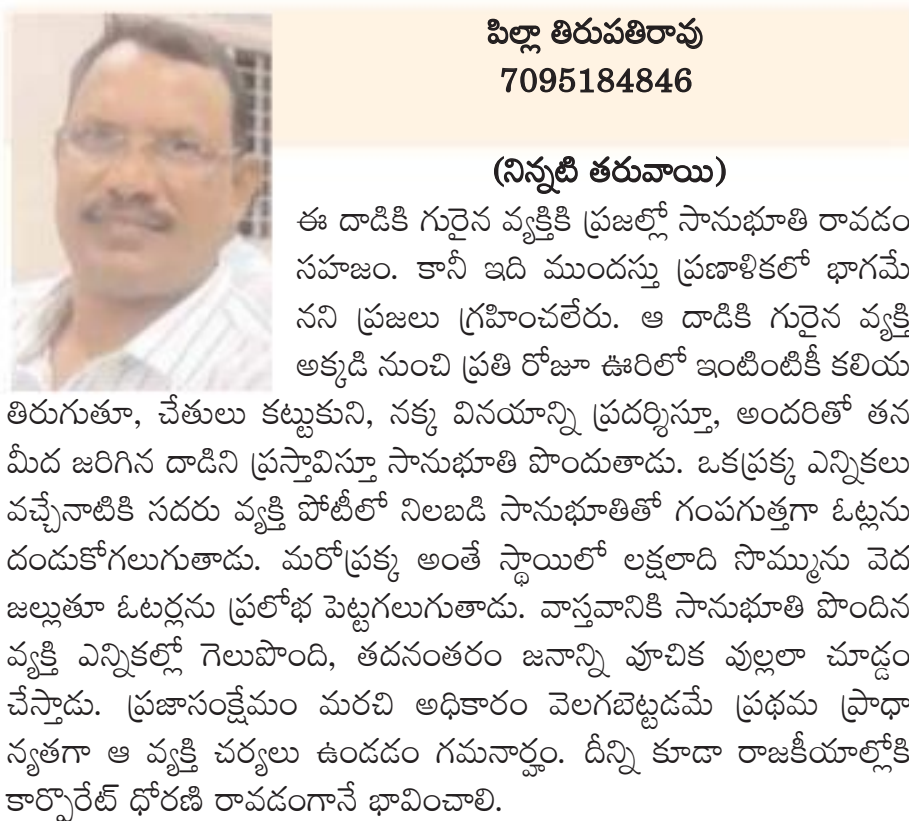 పిల్లా తిరుపతిరావు
7095184846
(నిన్నటి తరువాయి)
ఈ దాడికి గురైన వ్యక్తికి ప్రజల్లో సానుభూతి రావడం
సహజం. కానీ ఇది ముందస్తు ప్రణాళికలో భాగమే
నని ప్రజలు గ్రహించలేరు. ఆ దాడికి గురైన వ్యక్తి
అక్కడి నుంచి ప్రతి రోజూ ఊరిలో ఇంటింటికీ కలియ
తిరుగుతూ, చేతులు కట్టుకుని, నక్క వినయాన్ని ప్రదర్శిస్తూ, అందరితో తన
మీద జరిగిన దాడిని ప్రస్తావిస్తూ సానుభూతి పొందుతాడు. ఒకప్రక్క ఎన్నికలు
వచ్చేనాటికి సదరు వ్యక్తి పోటీలో నిలబడి సానుభూతితో గంపగుత్తగా ఓట్లను
దండుకోగలుగుతాడు. మరోప్రక్క అంతే స్థాయిలో లక్షలాది సొమ్మును వెద
జల్లుతూ ఓటర్లను ప్రలోభ పెట్టగలుగుతాడు. వాస్తవానికి సానుభూతి పొందిన
వ్యక్తి ఎన్నికల్లో గెలుపొంది, తదనంతరం జనాన్ని వూచిక వుల్లలా చూడ్డం
చేస్తాడు. ప్రజాసంక్షేమం మరచి అధికారం వెలగబెట్టడమే ప్రథమ ప్రాధా
న్యతగా ఆ వ్యక్తి చర్యలు ఉండడం గమనార్హం. దీన్ని కూడా రాజకీయాల్లోకి
కార్పొరేట్ ధోరణి రావడంగానే భావించాలి.